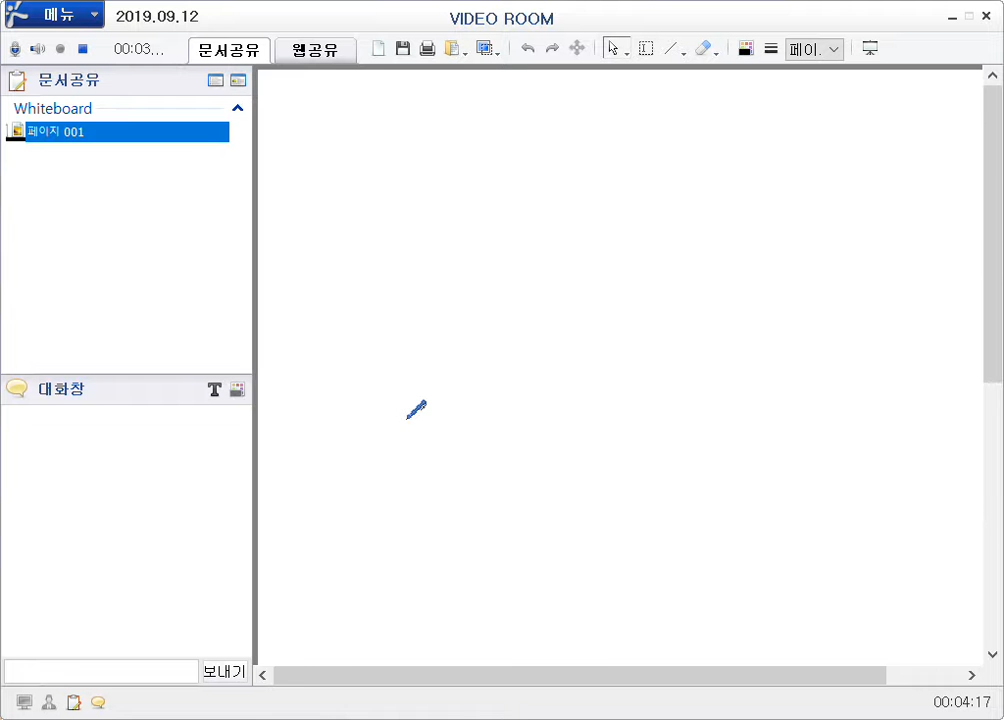 메뉴 2019.09.12 VIDEO ROOM
00:03... 문서공유 웹공유 페이.
문서공유
Whiteboard
페이지 001
대화창 T
보내기
00:04:17